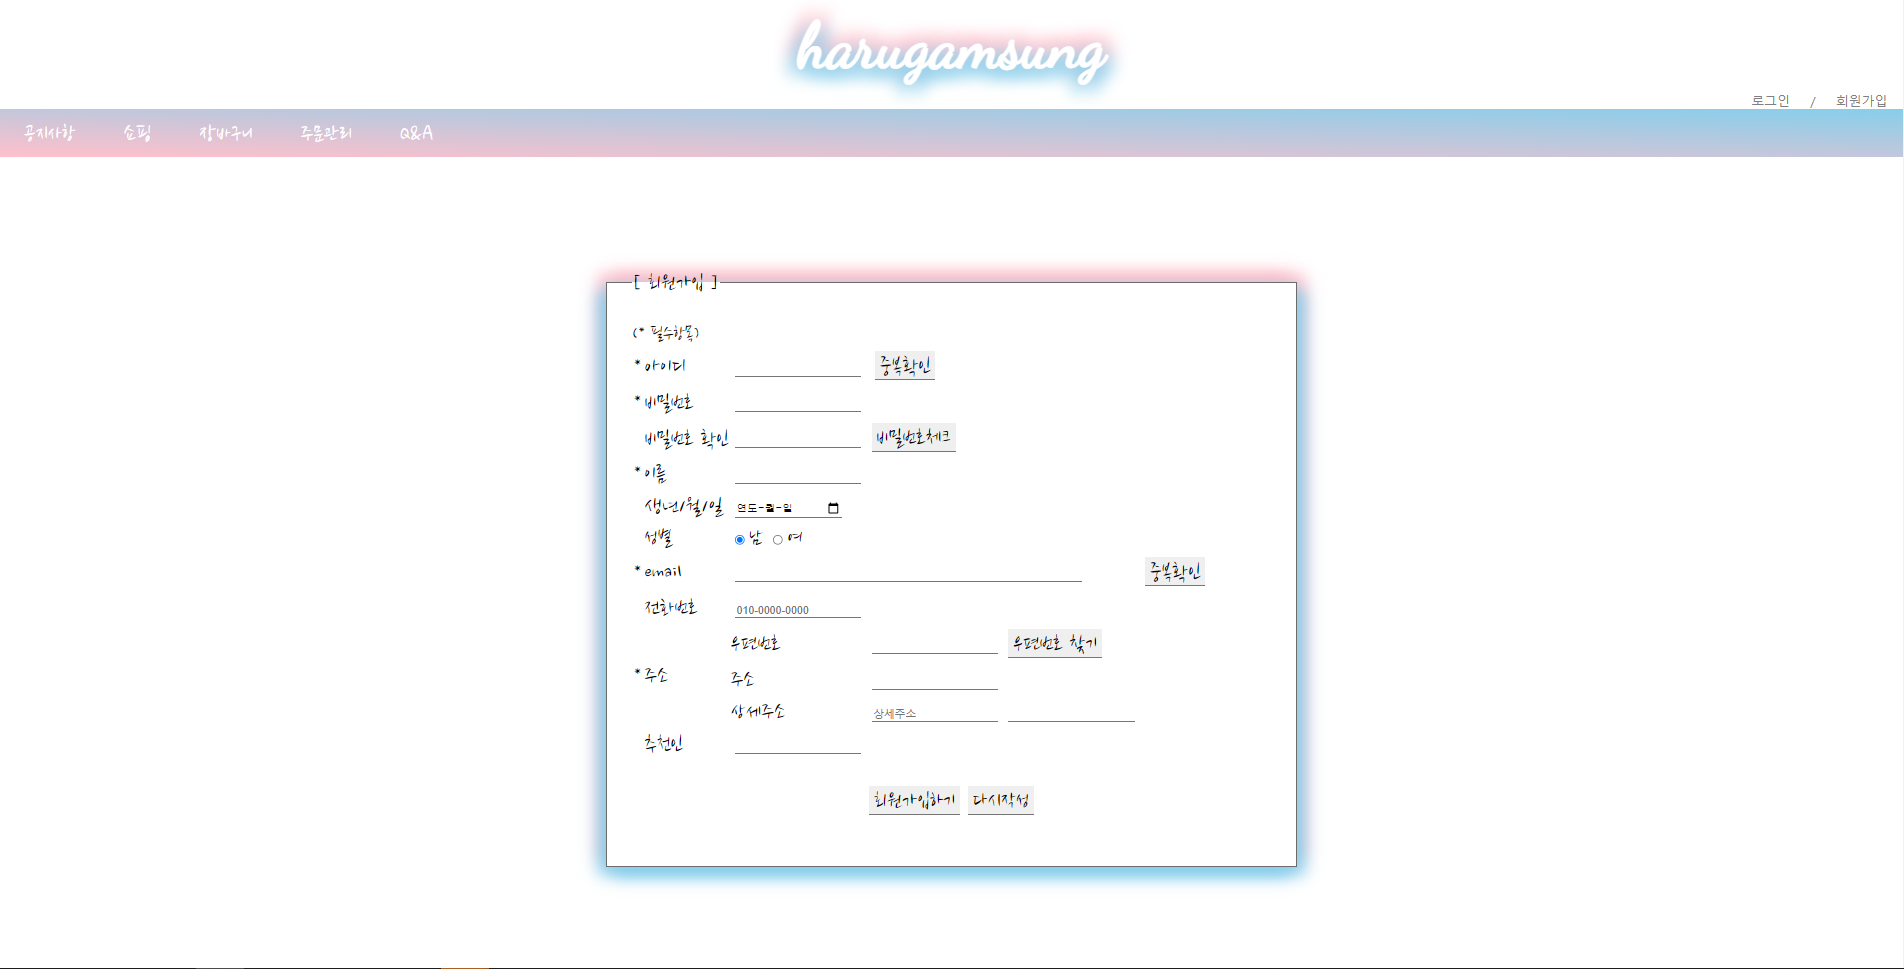 harugamsung
로그인 / 회원가입
공지사항 쇼핑 장바구니 주문관리 Q&A
[ 회원가입 ]
(* 필수항목)
* 아이디 중복확인
* 비밀번호
비밀번호 확인 비밀번호체크
* 이름
생년/월/일 연도-월-일
성별 남 여
* email 중복확인
전화번호 010-0000-0000
우편번호 우편번호 찾기
* 주소 주소
상세주소 상세주소
추천인
회원가입하기 다시작성